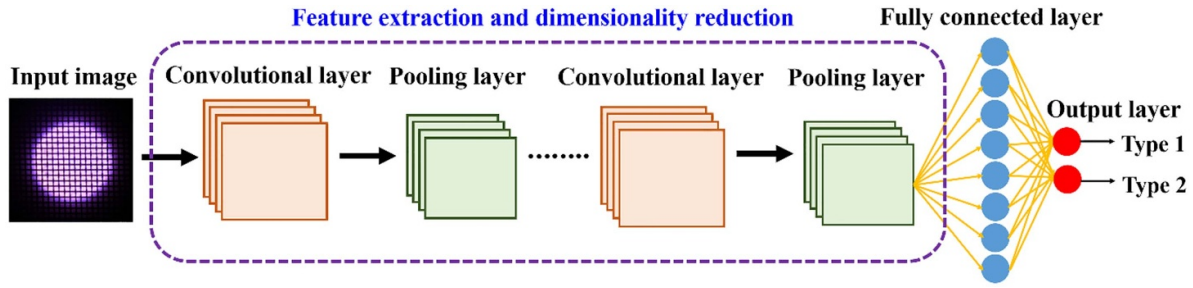 Feature extraction and dimensionality reduction
Fully connected layer
Input image
Convolutional layer
Pooling layer
Convolutional layer
Pooling layer
Output layer
Type 1
Type 2